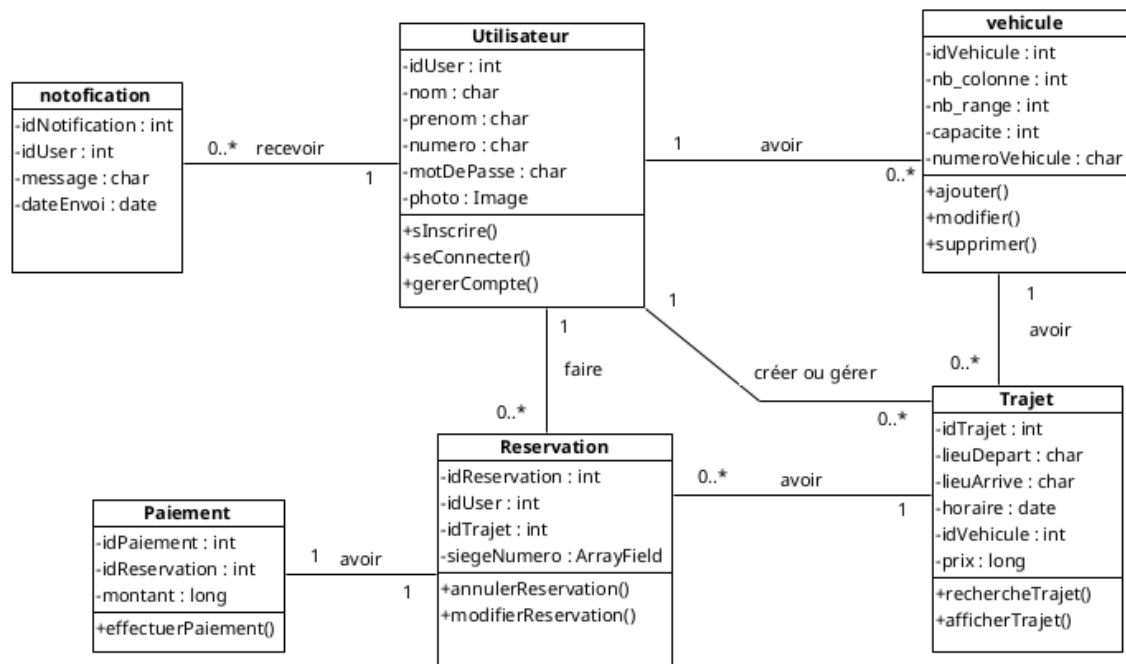 notofication
-idNotification : int
-idUser : int
-message : char
-dateEnvoi : date
0..* recevoir
1
Utilisateur
-idUser : int
-nom : char
-prenom : char
-numero : char
-motDePasse : char
-photo : Image
+sInscrire()
+seConnecter()
+gererCompte()
1 avoir
0..*
vehicule
-idVehicule : int
-nb_colonne : int
-nb_range : int
-capacite : int
-numeroVehicule : char
+ajouter()
+modifier()
+supprimer()
1
faire
0..*
1
créer ou gérer
0..*
1
avoir
0..*
Reservation
-idReservation : int
-idUser : int
-idTrajet : int
-siegeNumero : ArrayField
+annulerReservation()
+modifierReservation()
0..* avoir
1
Trajet
-idTrajet : int
-lieuDepart : char
-lieuArrive : char
-horaire : date
-idVehicule : int
-prix : long
+rechercheTrajet()
+afficherTrajet()
Paiement
-idPaiement : int
-idReservation : int
-montant : long
+effectuerPaiement()
1 avoir
1